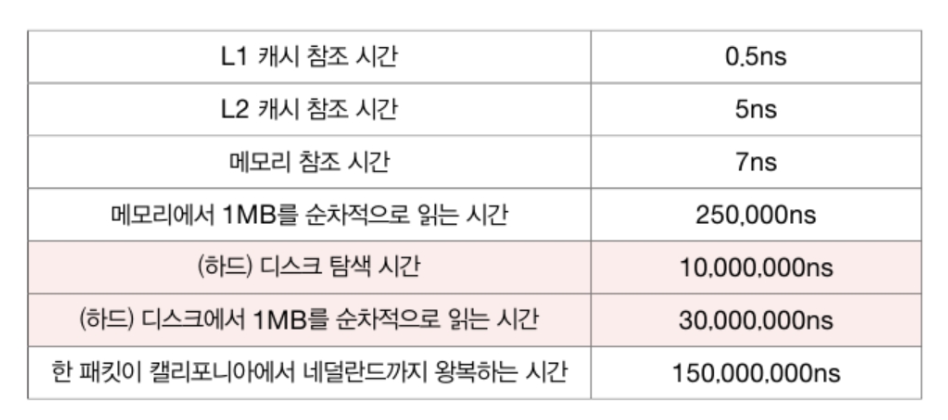 L1 캐시 참조 시간 0.5ns
L2 캐시 참조 시간 5ns
메모리 참조 시간 7ns
메모리에서 1MB를 순차적으로 읽는 시간 250,000ns
(하드) 디스크 탐색 시간 10,000,000ns
(하드) 디스크에서 1MB를 순차적으로 읽는 시간 30,000,000ns
한 패킷이 캘리포니아에서 네덜란드까지 왕복하는 시간 150,000,000ns